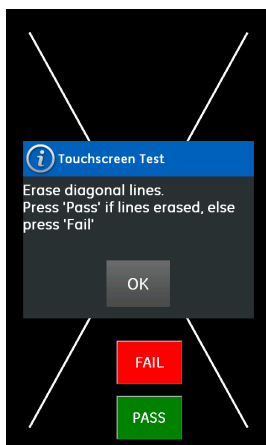 Touchscreen Test
Erase diagonal lines.
Press 'Pass' if lines erased, else
press 'Fail'
OK
FAIL
PASS